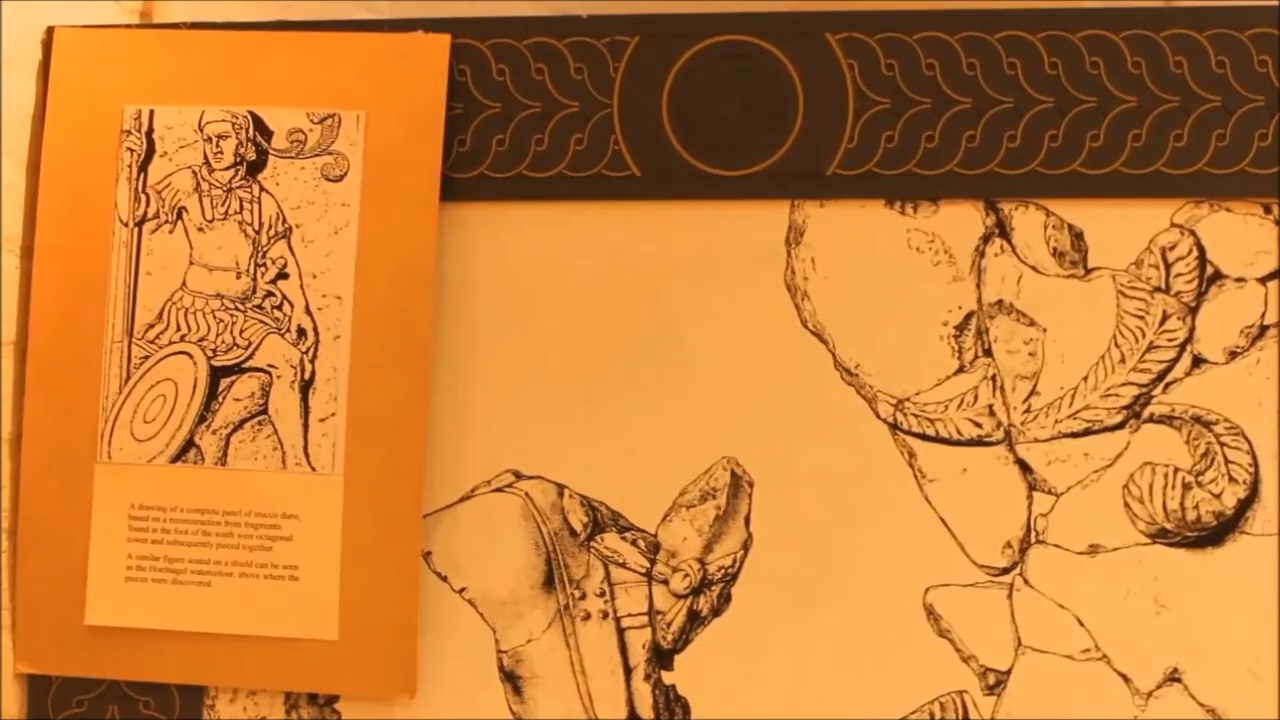 A drawing of a complete panel of stucco duro,
based on a reconstruction from fragments
found at the foot of the south west octagonal
tower and subsequently pieced together.
A similar figure seated on a shield can be seen
in the Hoefnagel watercolour, above where the
pieces were discovered.